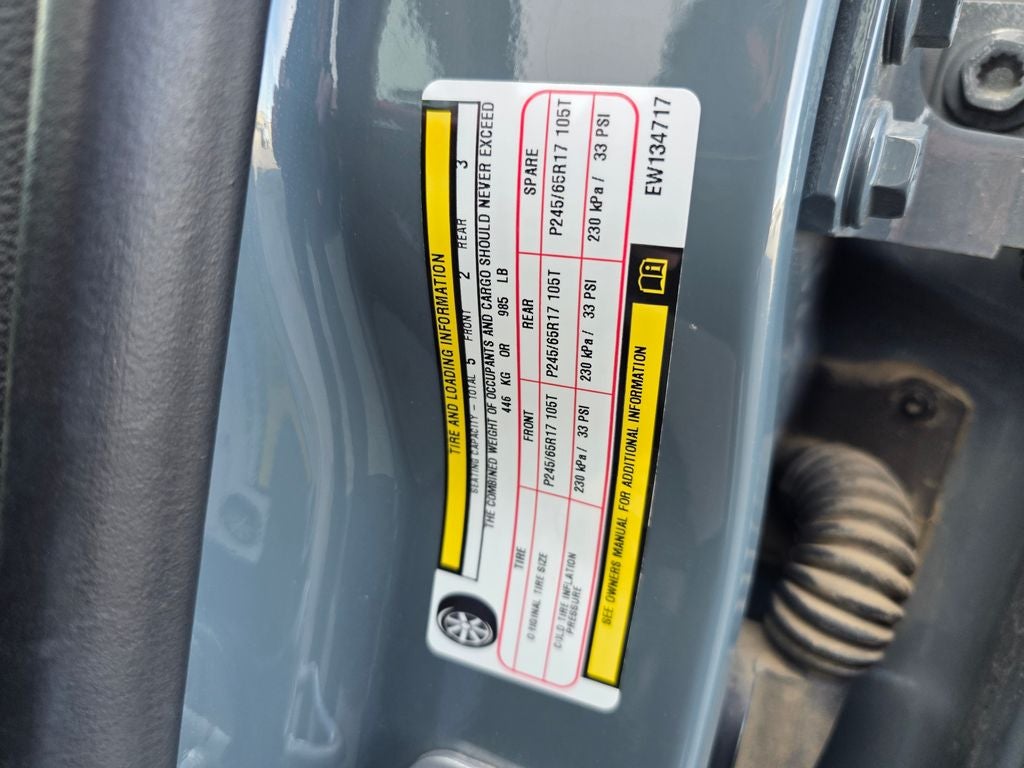 TIRE AND LOADING INFORMATION
SEATING CAPACITY - TOTAL 5 FRONT 2 REAR 3
THE COMBINED WEIGHT OF OCCUPANTS AND CARGO SHOULD NEVER EXCEED
446 KG OR 985 LB
TIRE FRONT REAR SPARE
ORIGINAL TIRE SIZE P245/65R17 105T P245/65R17 105T P245/65R17 105T
COLD TIRE INFLATION PRESSURE 230 kPa / 33 PSI 230 kPa / 33 PSI 230 kPa / 33 PSI
SEE OWNERS MANUAL FOR ADDITIONAL INFORMATION
EW134717